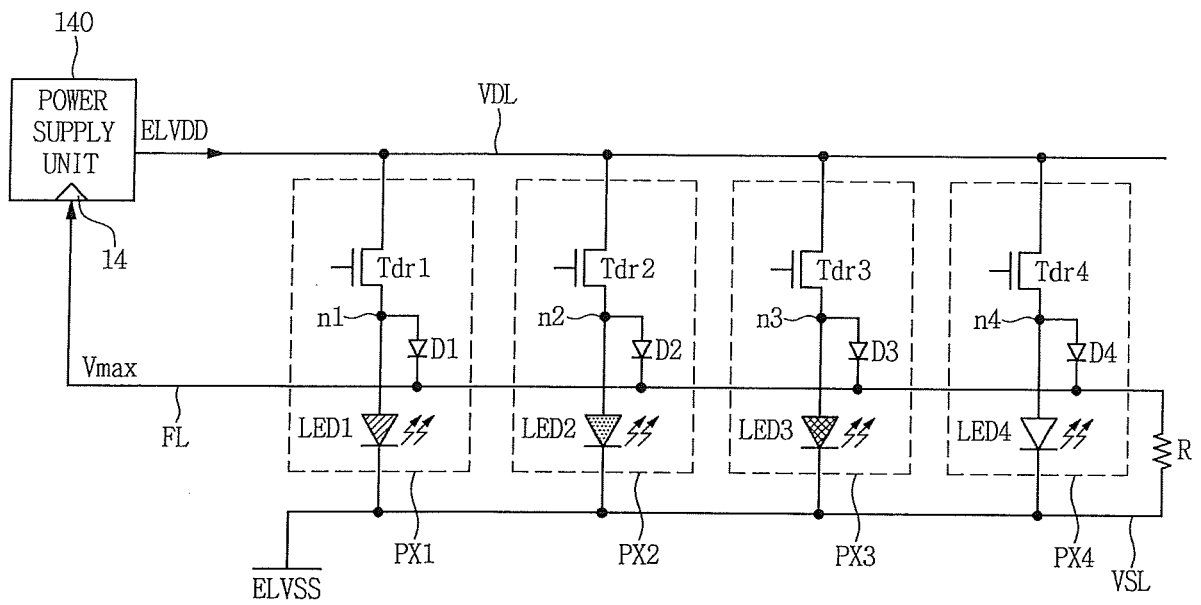 140
POWER
SUPPLY
UNIT
ELVDD
VDL
14
Tdr1
Tdr2
Tdr3
Tdr4
n1
n2
n3
n4
D1
D2
D3
D4
Vmax
FL
LED1
LED2
LED3
LED4
R
PX1
PX2
PX3
PX4
VSL
ELVSS